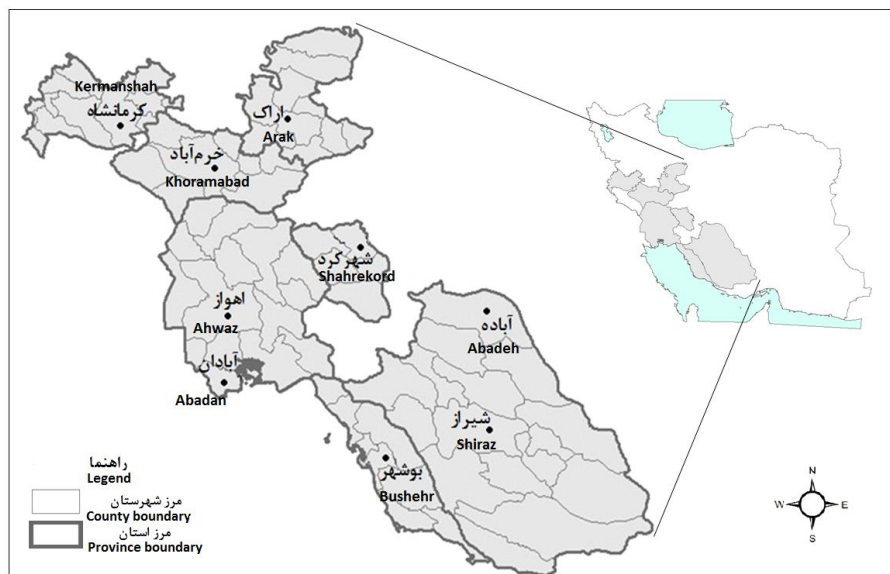 Kermanshah
کرمانشاه
اراک
Arak
خرم‌آباد
Khoramabad
شهرکرد
Shahrekord
اهواز
Ahwaz
آباده
Abadeh
آبادان
Abadan
شیراز
Shiraz
بوشهر
Bushehr
راهنما
Legend
مرز شهرستان
County boundary
مرز استان
Province boundary
N
W
E
S